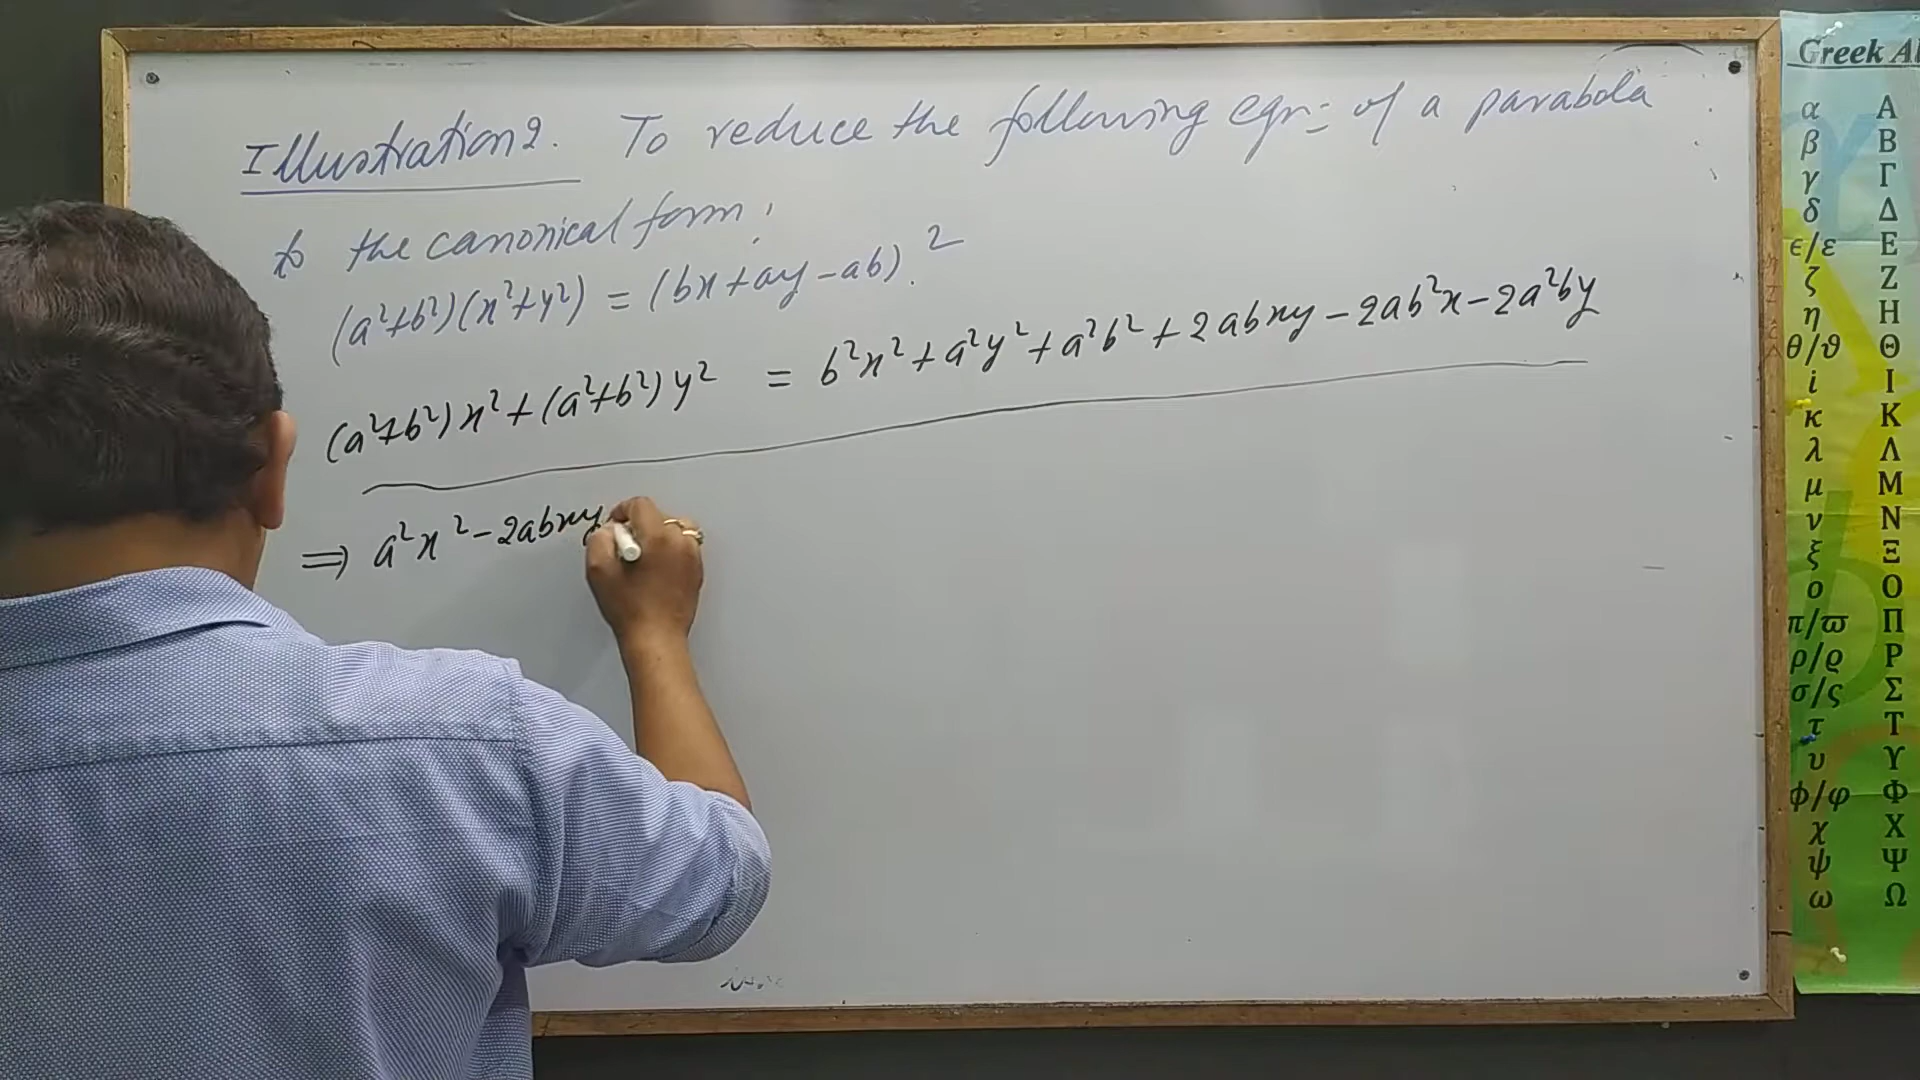 Illustration 2. To reduce the following eqn: of a parabola
to the canonical form:
(a²+b²)(x²+y²) = (bx+ay-ab).²
(a²+b²)x²+(a²+b²)y² = b²x²+a²y²+a²b²+2abxy-2ab²x-2a²by
⇒ a²x²-2abxy
Greek Al
α Α
β Β
γ Γ
δ Δ
ϵ/ε Ε
ζ Ζ
η Η
θ/ϑ Θ
i Ι
κ Κ
λ Λ
μ Μ
ν Ν
ξ Ξ
ο Ο
π/ϖ Π
ρ/ϱ Ρ
σ/ς Σ
τ Τ
υ Υ
ϕ/φ Φ
χ Χ
ψ Ψ
ω Ω